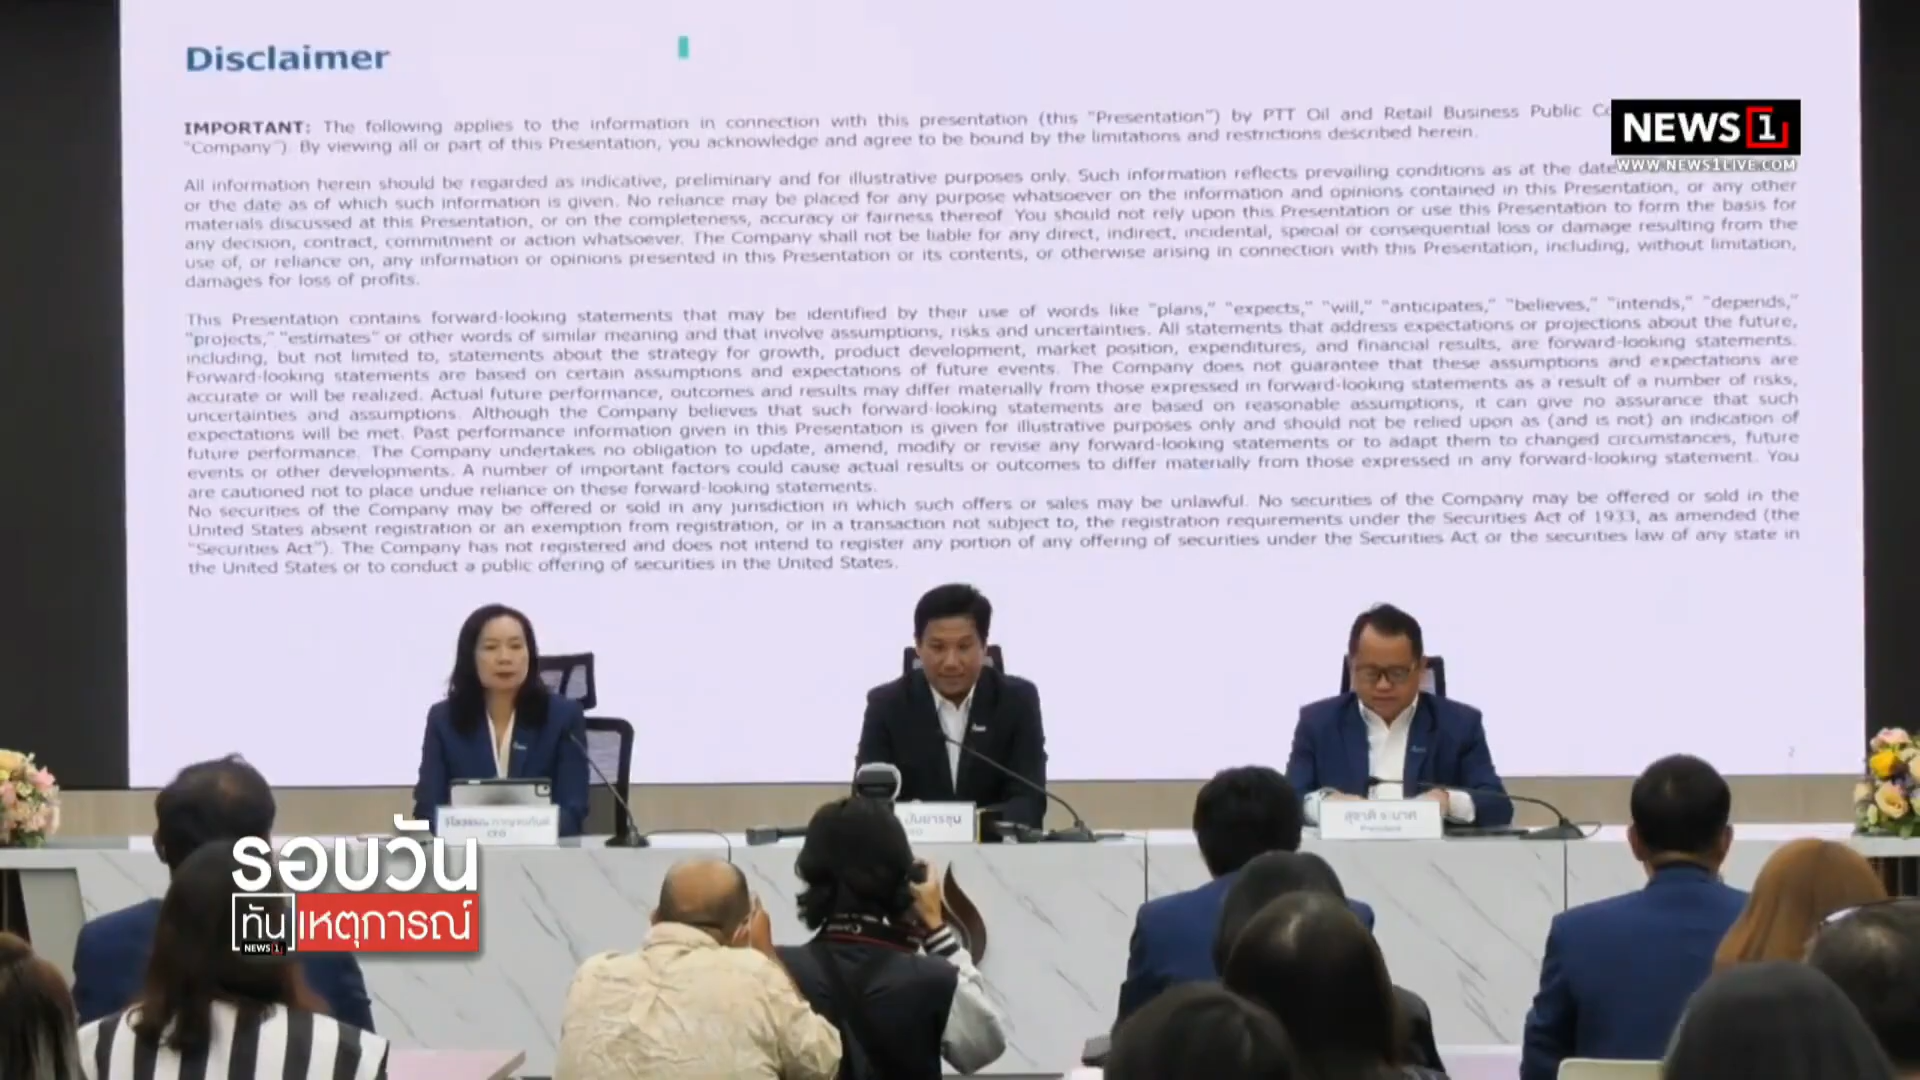 Disclaimer
IMPORTANT: The following applies to the information in connection with this presentation (this "Presentation") by PTT Oil and Retail Business Public
"Company"). By viewing all or part of this Presentation, you acknowledge and agree to be bound by the limitations and restrictions described herein.
All information herein should be regarded as indicative, preliminary and for illustrative purposes only. Such information reflects prevailing conditions as at the date
or the date as of which such information is given. No reliance may be placed for any purpose whatsoever on the information and opinions contained in this Presentation, or any other
materials discussed at this Presentation, or on the completeness, accuracy or fairness thereof. You should not rely upon this Presentation or use this Presentation to form the basis for
any decision, contract, commitment or action whatsoever. The Company shall not be liable for any direct, indirect, incidental, special or consequential loss or damage resulting from the
use of, or reliance on, any information or opinions presented in this Presentation or its contents, or otherwise arising in connection with this Presentation, including, without limitation,
damages for loss of profits.
This Presentation contains forward-looking statements that may be identified by their use of words like "plans," "expects," "will," "anticipates," "believes," "intends," "depends,"
"projects," "estimates" or other words of similar meaning and that involve assumptions, risks and uncertainties. All statements that address expectations or projections about the future,
including, but not limited to, statements about the strategy for growth, product development, market position, expenditures, and financial results, are forward-looking statements.
Forward-looking statements are based on certain assumptions and expectations of future events. The Company does not guarantee that these assumptions and expectations are
accurate or will be realized. Actual future performance, outcomes and results may differ materially from those expressed in forward-looking statements as a result of a number of risks,
uncertainties and assumptions. Although the Company believes that such forward-looking statements are based on reasonable assumptions, it can give no assurance that such
expectations will be met. Past performance information given in this Presentation is given for illustrative purposes only and should not be relied upon as (and is not) an indication of
future performance. The Company undertakes no obligation to update, amend, modify or revise any forward-looking statements or to adapt them to changed circumstances, future
events or other developments. A number of important factors could cause actual results or outcomes to differ materially from those expressed in any forward-looking statement. You
are cautioned not to place undue reliance on these forward-looking statements.
No securities of the Company may be offered or sold in any jurisdiction in which such offers or sales may be unlawful. No securities of the Company may be offered or sold in the
United States absent registration or an exemption from registration, or in a transaction not subject to, the registration requirements under the Securities Act of 1933, as amended (the
"Securities Act"). The Company has not registered and does not intend to register any portion of any offering of securities under the Securities Act or the securities law of any state in
the United States or to conduct a public offering of securities in the United States.
2
NEWS 1
WWW.NEWS1LIVE.COM
CFO
ปั้นยารชุน
สุชาติ ระมาศ
President
รอบวัน
ทันเหตุการณ์
NEWS 1